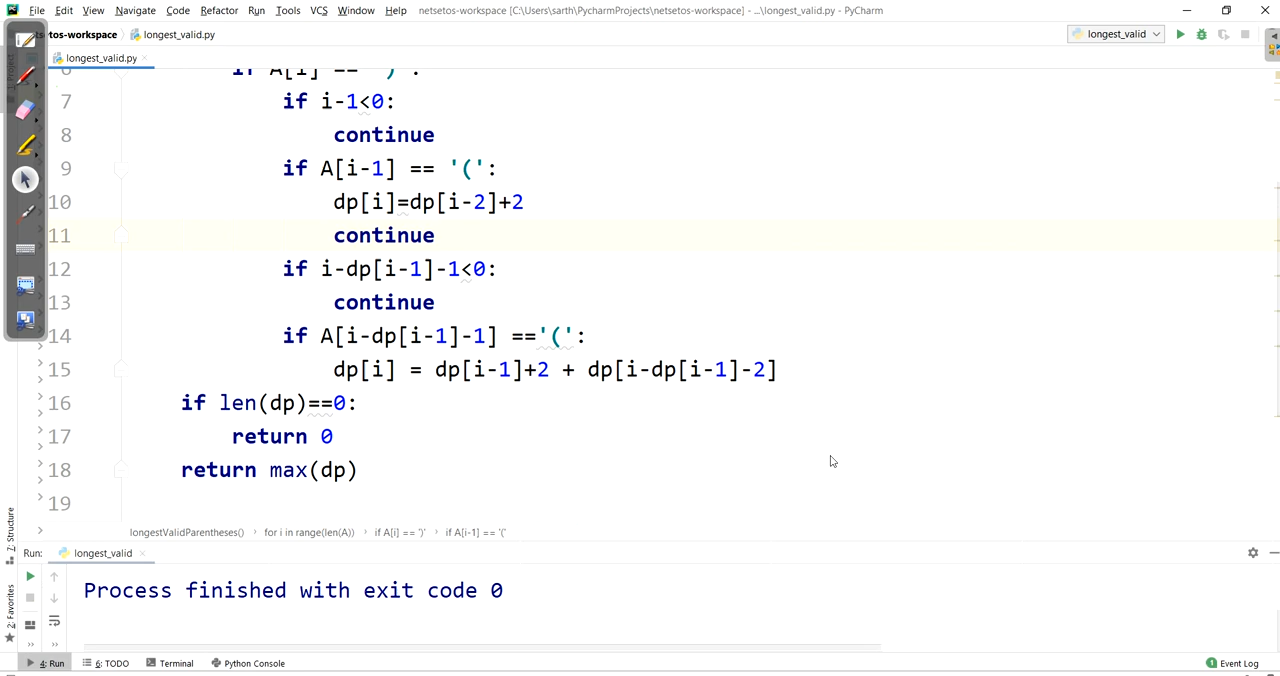 File Edit View Navigate Code Refactor Run Tools VCS Window Help netsetos-workspace [C:\Users\sarth\PycharmProjects\netsetos-workspace] - ...\longest_valid.py - PyCharm
tos-workspace longest_valid.py longest_valid
longest_valid.py
6 if A[i] == ')':
7 if i-1<0:
8 continue
9 if A[i-1] == '(':
10 dp[i]=dp[i-2]+2
11 continue
12 if i-dp[i-1]-1<0:
13 continue
14 if A[i-dp[i-1]-1] =='(':
15 dp[i] = dp[i-1]+2 + dp[i-dp[i-1]-2]
16 if len(dp)==0:
17 return 0
18 return max(dp)
19
longestValidParentheses() for i in range(len(A)) if A[i] == ')' if A[i-1] == '('
Run: longest_valid
Process finished with exit code 0
7: Structure
2: Favorites
4: Run 6: TODO Terminal Python Console 1 Event Log